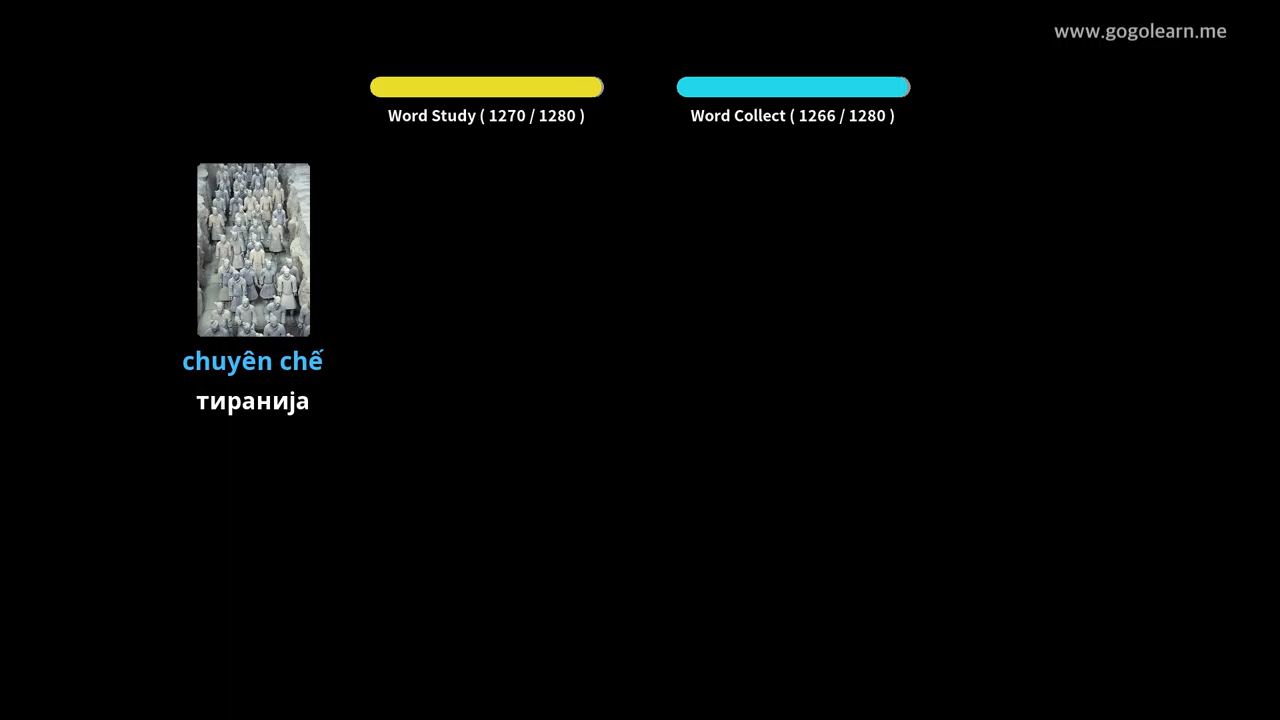 www.gogolearn.me
Word Study ( 1270 / 1280 )
Word Collect ( 1266 / 1280 )
chuyên chế
тиранија